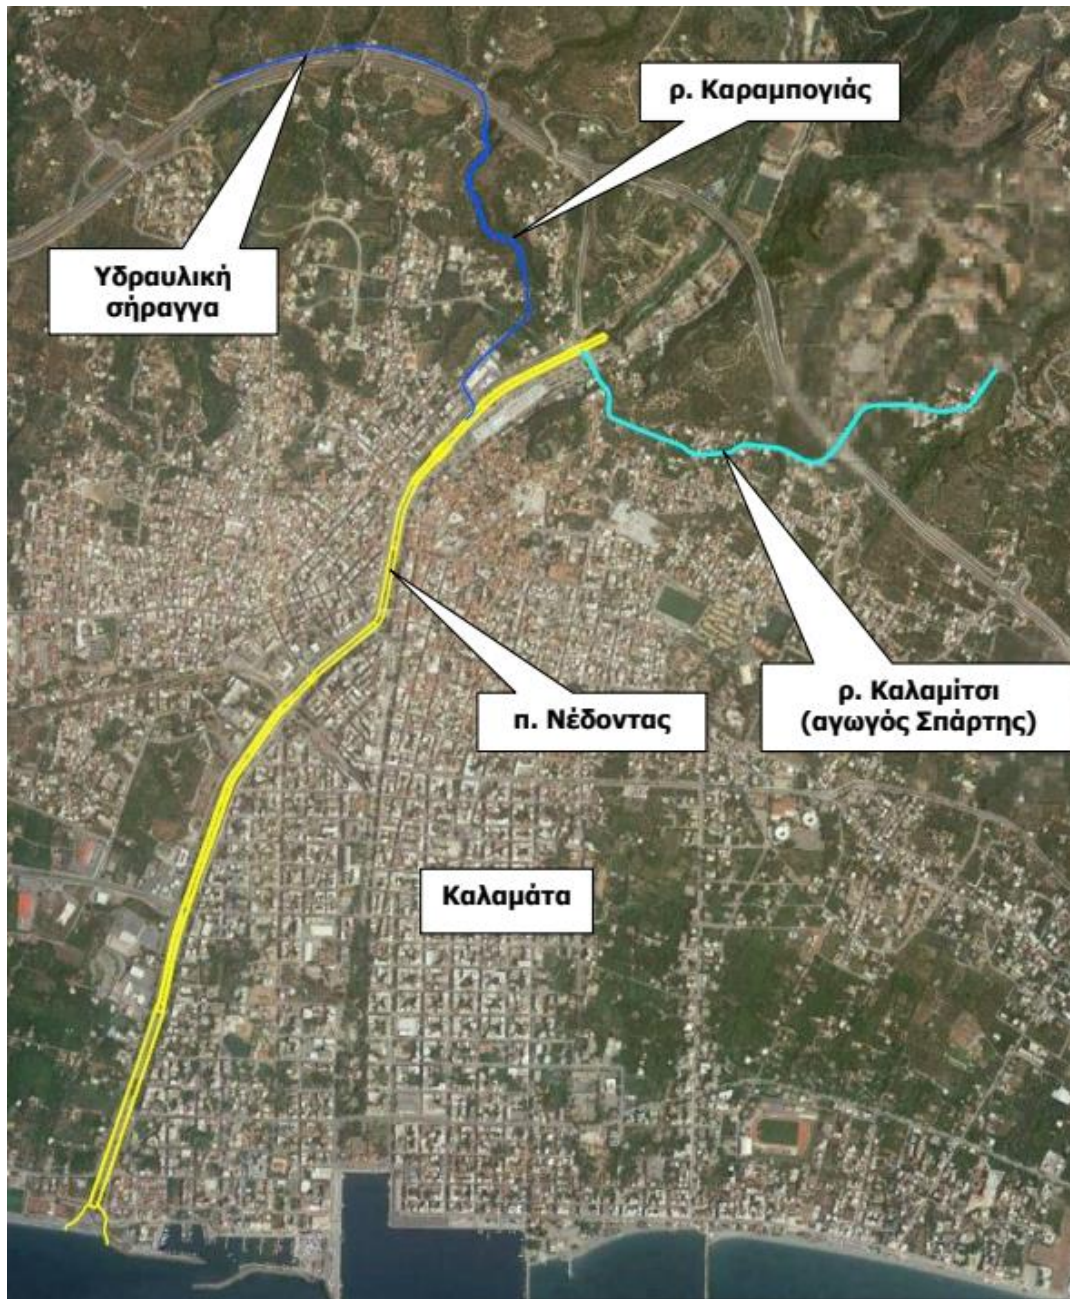 ρ. Καραμπογιάς
Υδραυλική
σήραγγα
ρ. Καλαμίτσι
(αγωγός Σπάρτης)
π. Νέδοντας
Καλαμάτα